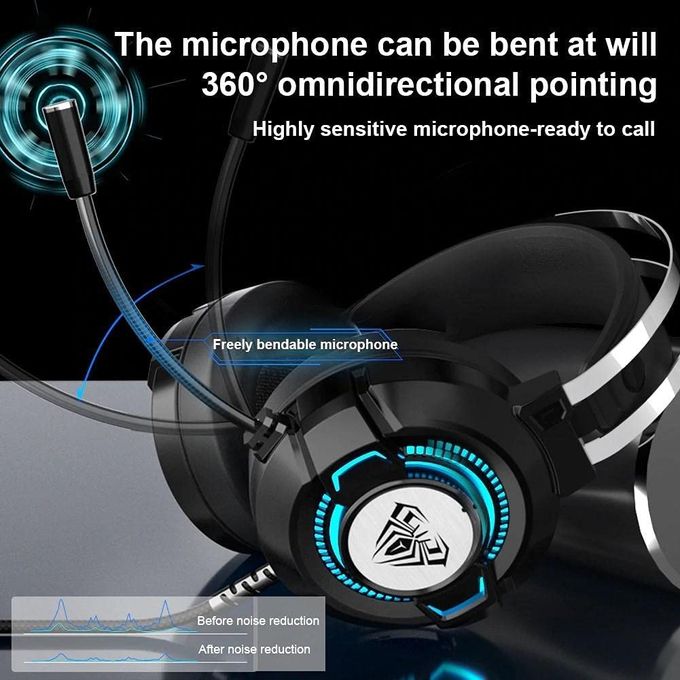 The microphone can be bent at will
360° omnidirectional pointing
Highly sensitive microphone-ready to call
Freely bendable microphone
Before noise reduction
After noise reduction